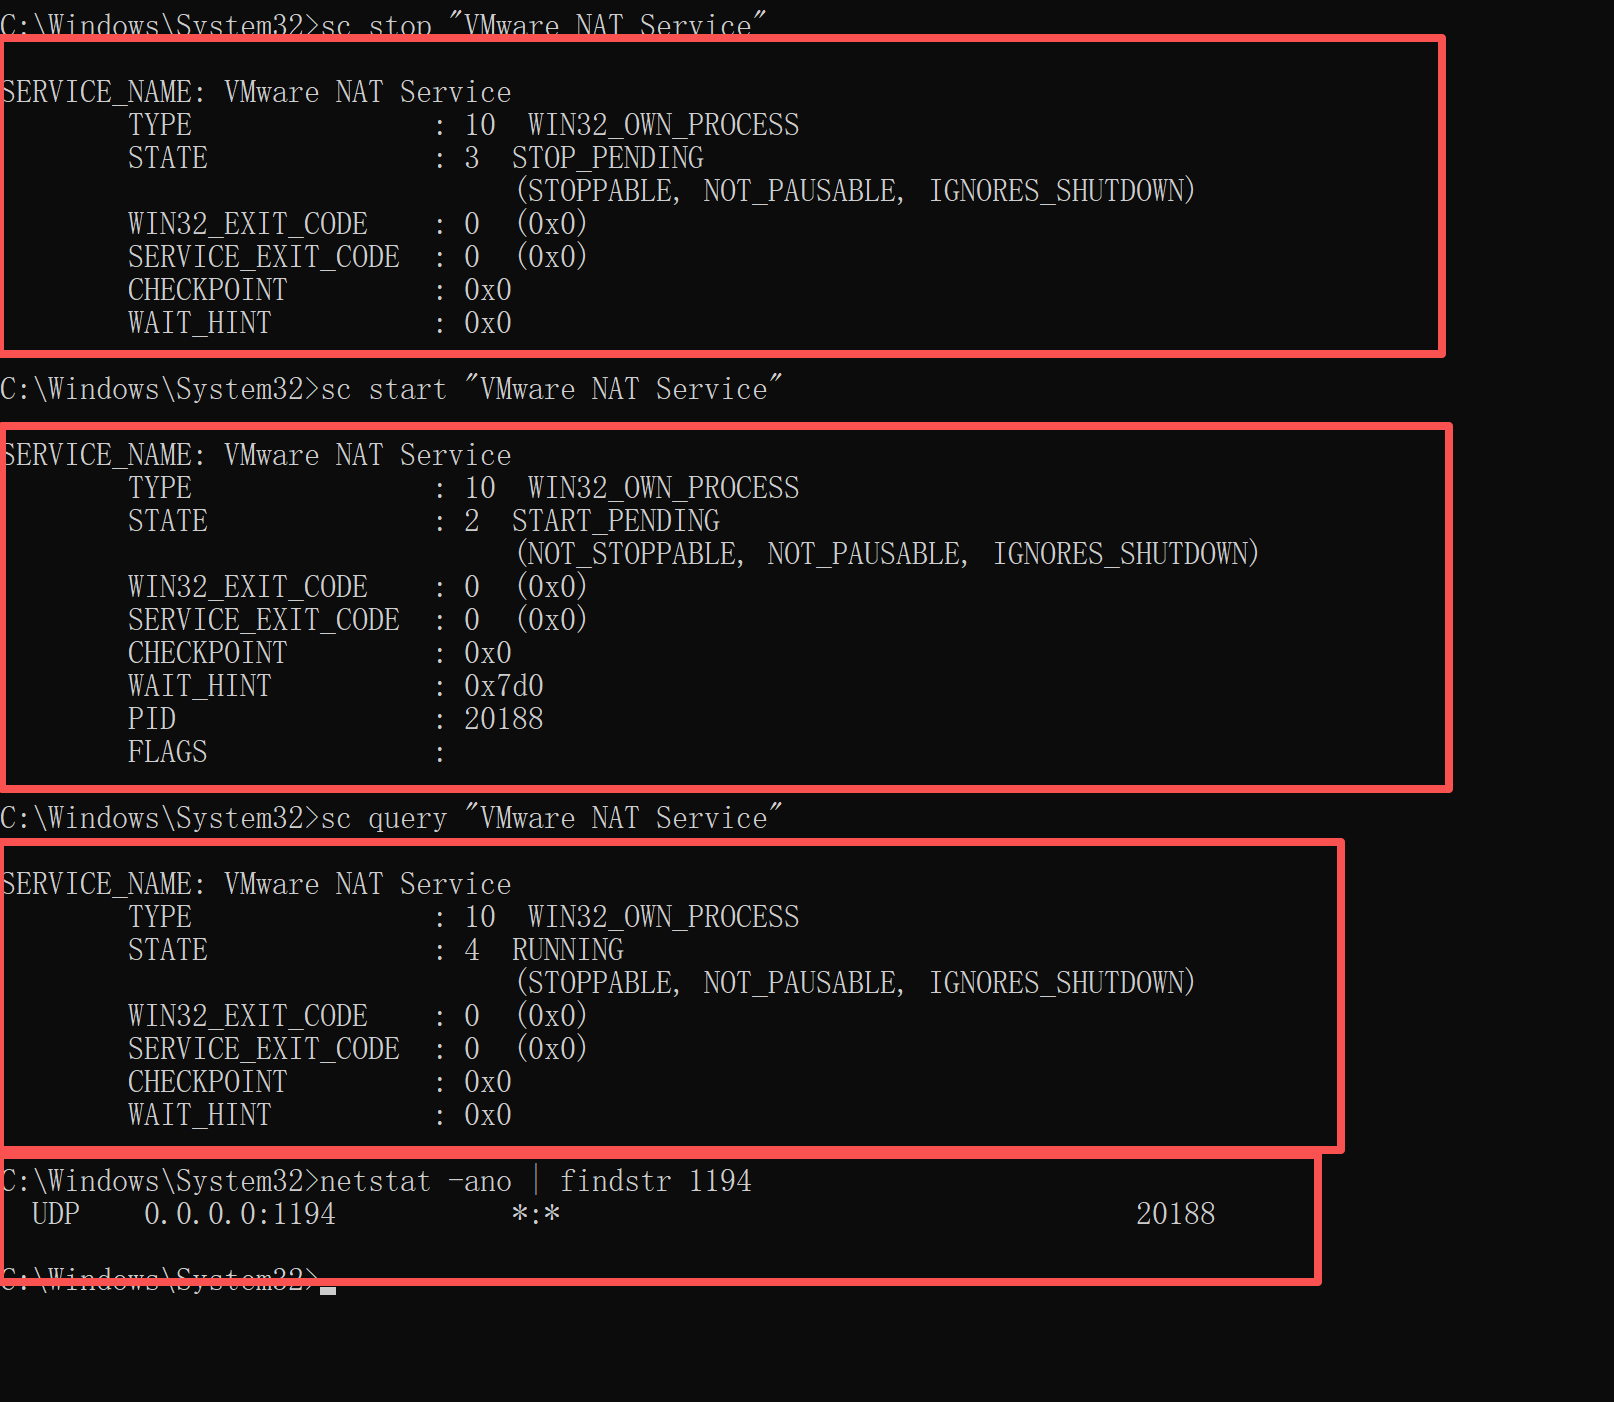 C:\Windows\System32>sc stop "VMware NAT Service"
SERVICE_NAME: VMware NAT Service
TYPE : 10 WIN32_OWN_PROCESS
STATE : 3 STOP_PENDING
(STOPPABLE, NOT_PAUSABLE, IGNORES_SHUTDOWN)
WIN32_EXIT_CODE : 0 (0x0)
SERVICE_EXIT_CODE : 0 (0x0)
CHECKPOINT : 0x0
WAIT_HINT : 0x0
C:\Windows\System32>sc start "VMware NAT Service"
SERVICE_NAME: VMware NAT Service
TYPE : 10 WIN32_OWN_PROCESS
STATE : 2 START_PENDING
(NOT_STOPPABLE, NOT_PAUSABLE, IGNORES_SHUTDOWN)
WIN32_EXIT_CODE : 0 (0x0)
SERVICE_EXIT_CODE : 0 (0x0)
CHECKPOINT : 0x0
WAIT_HINT : 0x7d0
PID : 20188
FLAGS :
C:\Windows\System32>sc query "VMware NAT Service"
SERVICE_NAME: VMware NAT Service
TYPE : 10 WIN32_OWN_PROCESS
STATE : 4 RUNNING
(STOPPABLE, NOT_PAUSABLE, IGNORES_SHUTDOWN)
WIN32_EXIT_CODE : 0 (0x0)
SERVICE_EXIT_CODE : 0 (0x0)
CHECKPOINT : 0x0
WAIT_HINT : 0x0
C:\Windows\System32>netstat -ano | findstr 1194
UDP 0.0.0.0:1194 *:* 20188
C:\Windows\System32>